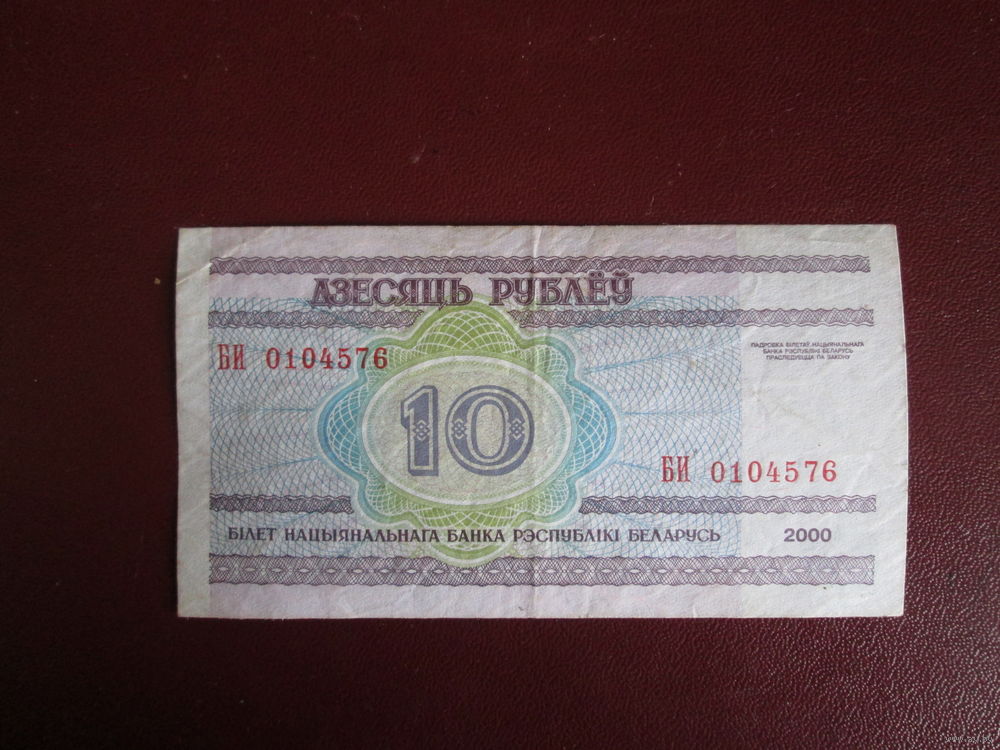 ДЗЕСЯЦЬ РУБЛЁЎ
БИ 0104576
ПАДРОБКА БІЛЕТАЎ НАЦЫЯНАЛЬНАГА
БАНКА РЭСПУБЛІКІ БЕЛАРУСЬ
ПРАСЛЕДУЕЦЦА ПА ЗАКОНУ
10
БИ 0104576
БІЛЕТ НАЦЫЯНАЛЬНАГА БАНКА РЭСПУБЛІКІ БЕЛАРУСЬ 2000